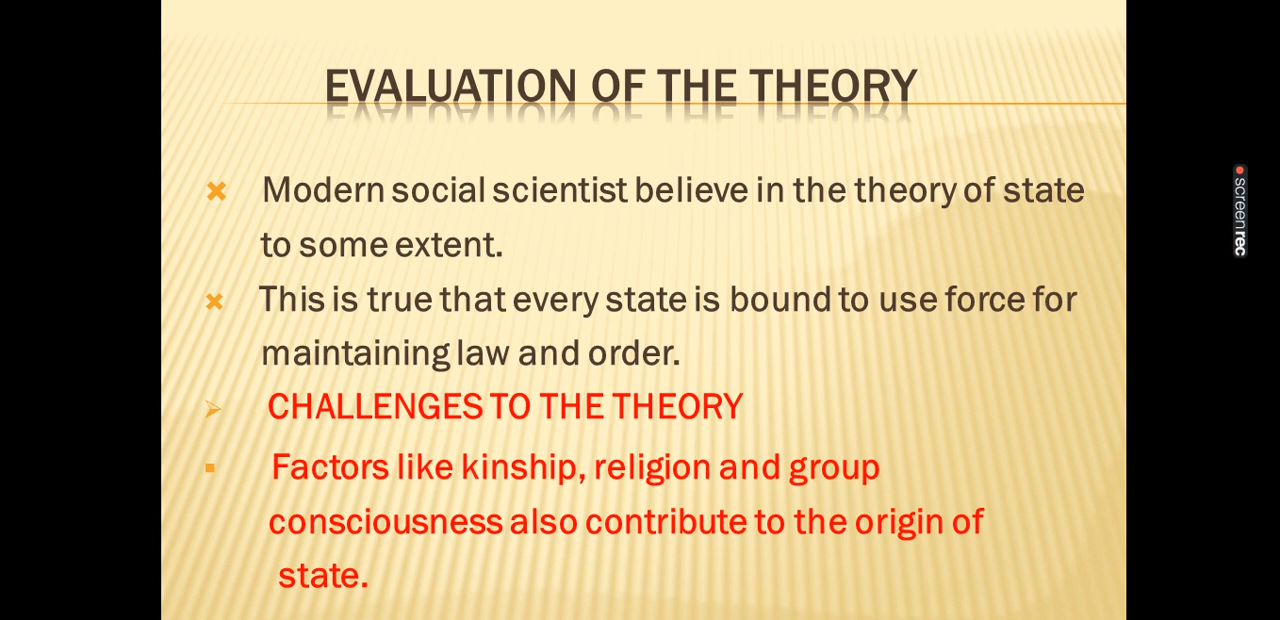 EVALUATION OF THE THEORY
Modern social scientist believe in the theory of state
to some extent.
This is true that every state is bound to use force for
maintaining law and order.
CHALLENGES TO THE THEORY
Factors like kinship, religion and group
consciousness also contribute to the origin of
state.
screenrec